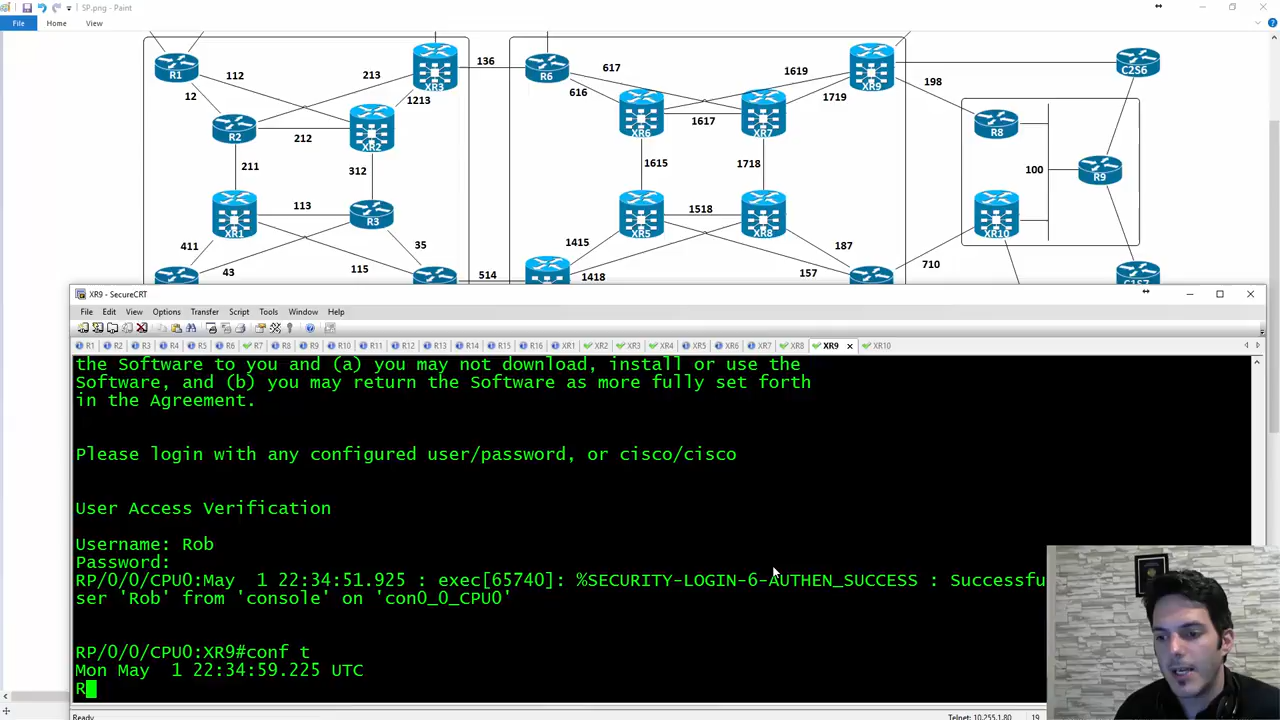 SP.png - Paint
File Home View
R1
112
12
213
XR3
1213
136
R2
212
XR2
211
312
113
XR1
R3
411
43
115
35
514
R6
617
616
1619
XR9
1719
XR6
XR7
1617
1615
1718
1518
XR5
XR8
1415
1418
187
157
198
C2S6
R8
100
R9
XR10
710
XR9 - SecureCRT
File Edit View Options Transfer Script Tools Window Help
R1 R2 R3 R4 R5 R6 R7 R8 R9 R10 R11 R12 R13 R14 R15 R16 XR1 XR2 XR3 XR4 XR5 XR6 XR7 XR8 XR9 XR10
the Software to you and (a) you may not download, install or use the
Software, and (b) you may return the Software as more fully set forth
in the Agreement.
Please login with any configured user/password, or cisco/cisco
User Access Verification
Username: Rob
Password:
RP/0/0/CPU0:May  1 22:34:51.925 : exec[65740]: %SECURITY-LOGIN-6-AUTHEN_SUCCESS : Successfu
ser 'Rob' from 'console' on 'con0_0_CPU0'
RP/0/0/CPU0:XR9#conf t
Mon May  1 22:34:59.225 UTC
R
Ready
Telnet: 10.255.1.80
19